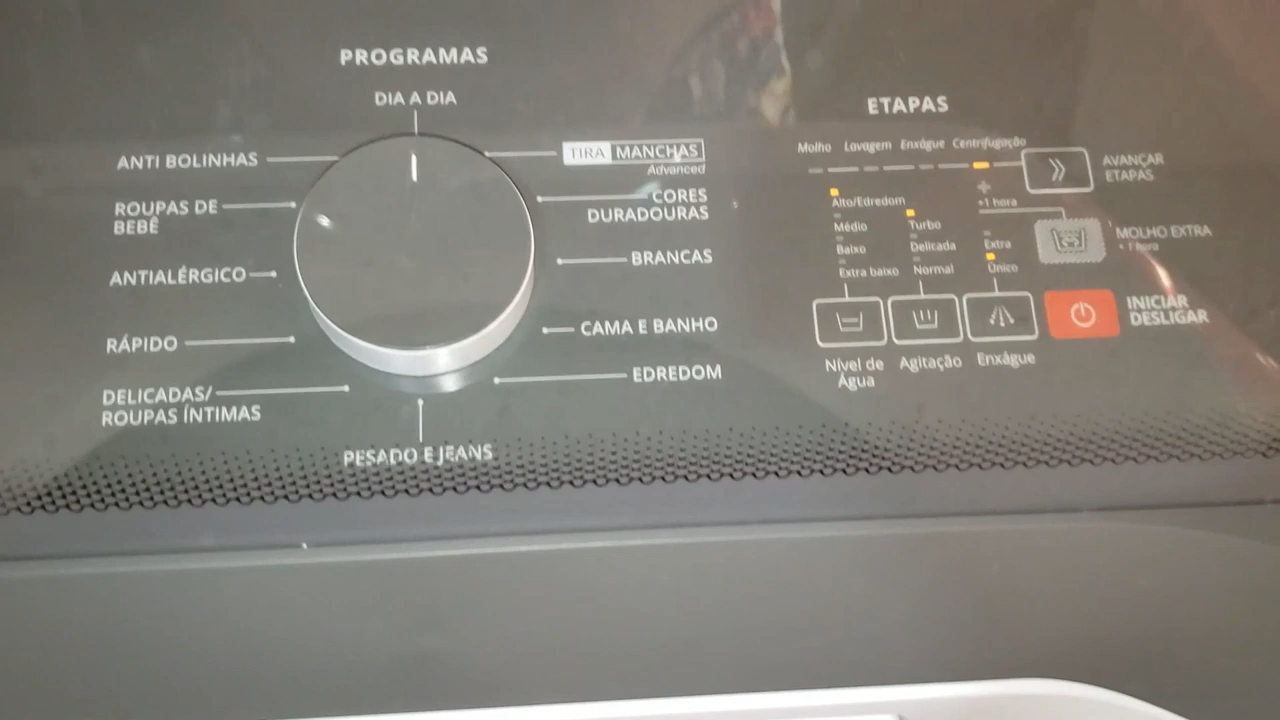 PROGRAMAS
DIA A DIA
ANTI BOLINHAS
ROUPAS DE
BEBÊ
ANTIALÉRGICO
RÁPIDO
DELICADAS/
ROUPAS ÍNTIMAS
PESADO E JEANS
TIRA MANCHAS
Advanced
CORES
DURADOURAS
BRANCAS
CAMA E BANHO
EDREDOM
ETAPAS
Molho Lavagem Enxágue Centrifugação
AVANÇAR
ETAPAS
+
+1 hora
MOLHO EXTRA
+ 1 hora
Alto/Edredom
Médio
Baixo
Extra baixo
Turbo
Delicada
Normal
Extra
Único
INICIAR
DESLIGAR
Nível de
Água
Agitação
Enxágue